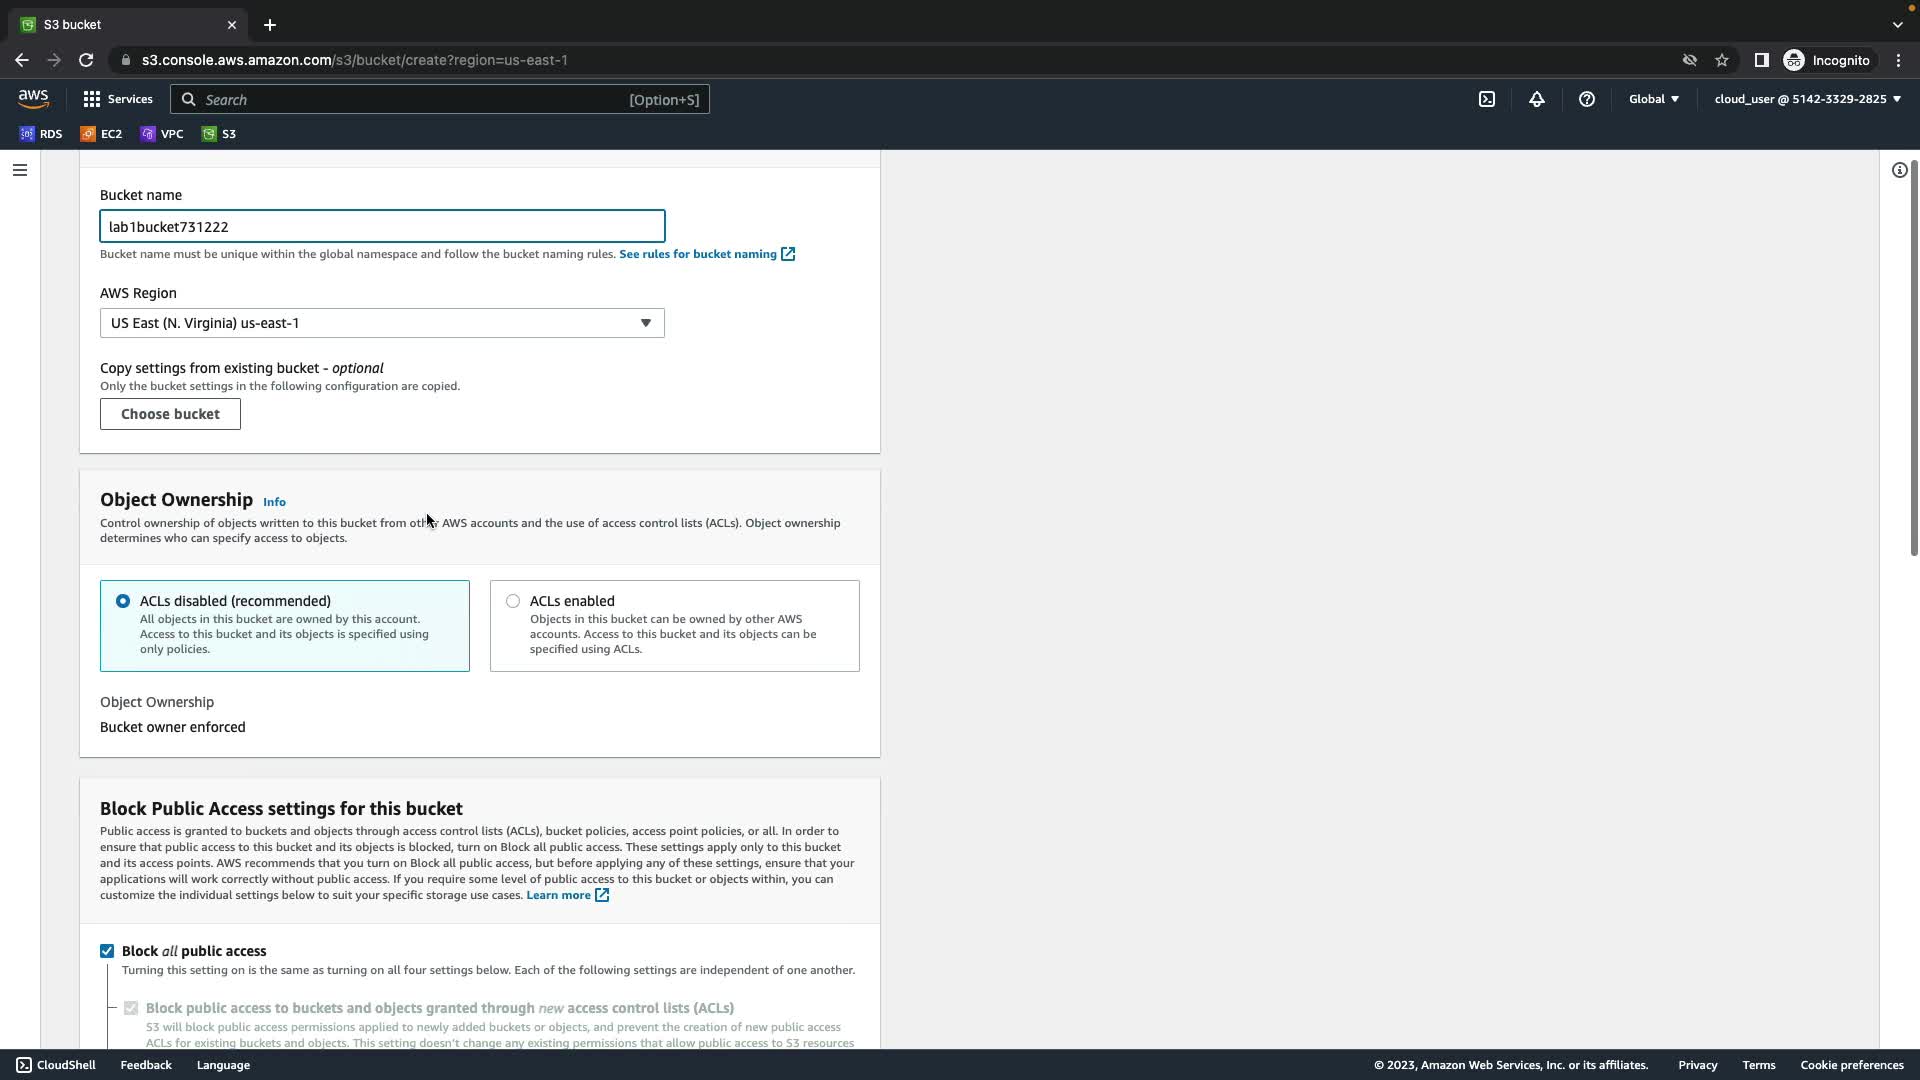 S3 bucket
s3.console.aws.amazon.com/s3/bucket/create?region=us-east-1
Incognito
aws
Services
Search
[Option+S]
Global
cloud_user @ 5142-3329-2825
RDS
EC2
VPC
S3
Bucket name
lab1bucket731222
Bucket name must be unique within the global namespace and follow the bucket naming rules. See rules for bucket naming
AWS Region
US East (N. Virginia) us-east-1
Copy settings from existing bucket - optional
Only the bucket settings in the following configuration are copied.
Choose bucket
Object Ownership Info
Control ownership of objects written to this bucket from other AWS accounts and the use of access control lists (ACLs). Object ownership
determines who can specify access to objects.
ACLs disabled (recommended)
All objects in this bucket are owned by this account.
Access to this bucket and its objects is specified using
only policies.
ACLs enabled
Objects in this bucket can be owned by other AWS
accounts. Access to this bucket and its objects can be
specified using ACLs.
Object Ownership
Bucket owner enforced
Block Public Access settings for this bucket
Public access is granted to buckets and objects through access control lists (ACLs), bucket policies, access point policies, or all. In order to
ensure that public access to this bucket and its objects is blocked, turn on Block all public access. These settings apply only to this bucket
and its access points. AWS recommends that you turn on Block all public access, but before applying any of these settings, ensure that your
applications will work correctly without public access. If you require some level of public access to this bucket or objects within, you can
customize the individual settings below to suit your specific storage use cases. Learn more
Block all public access
Turning this setting on is the same as turning on all four settings below. Each of the following settings are independent of one another.
Block public access to buckets and objects granted through new access control lists (ACLs)
S3 will block public access permissions applied to newly added buckets or objects, and prevent the creation of new public access
ACLs for existing buckets and objects. This setting doesn't change any existing permissions that allow public access to S3 resources
CloudShell
Feedback
Language
© 2023, Amazon Web Services, Inc. or its affiliates.
Privacy
Terms
Cookie preferences